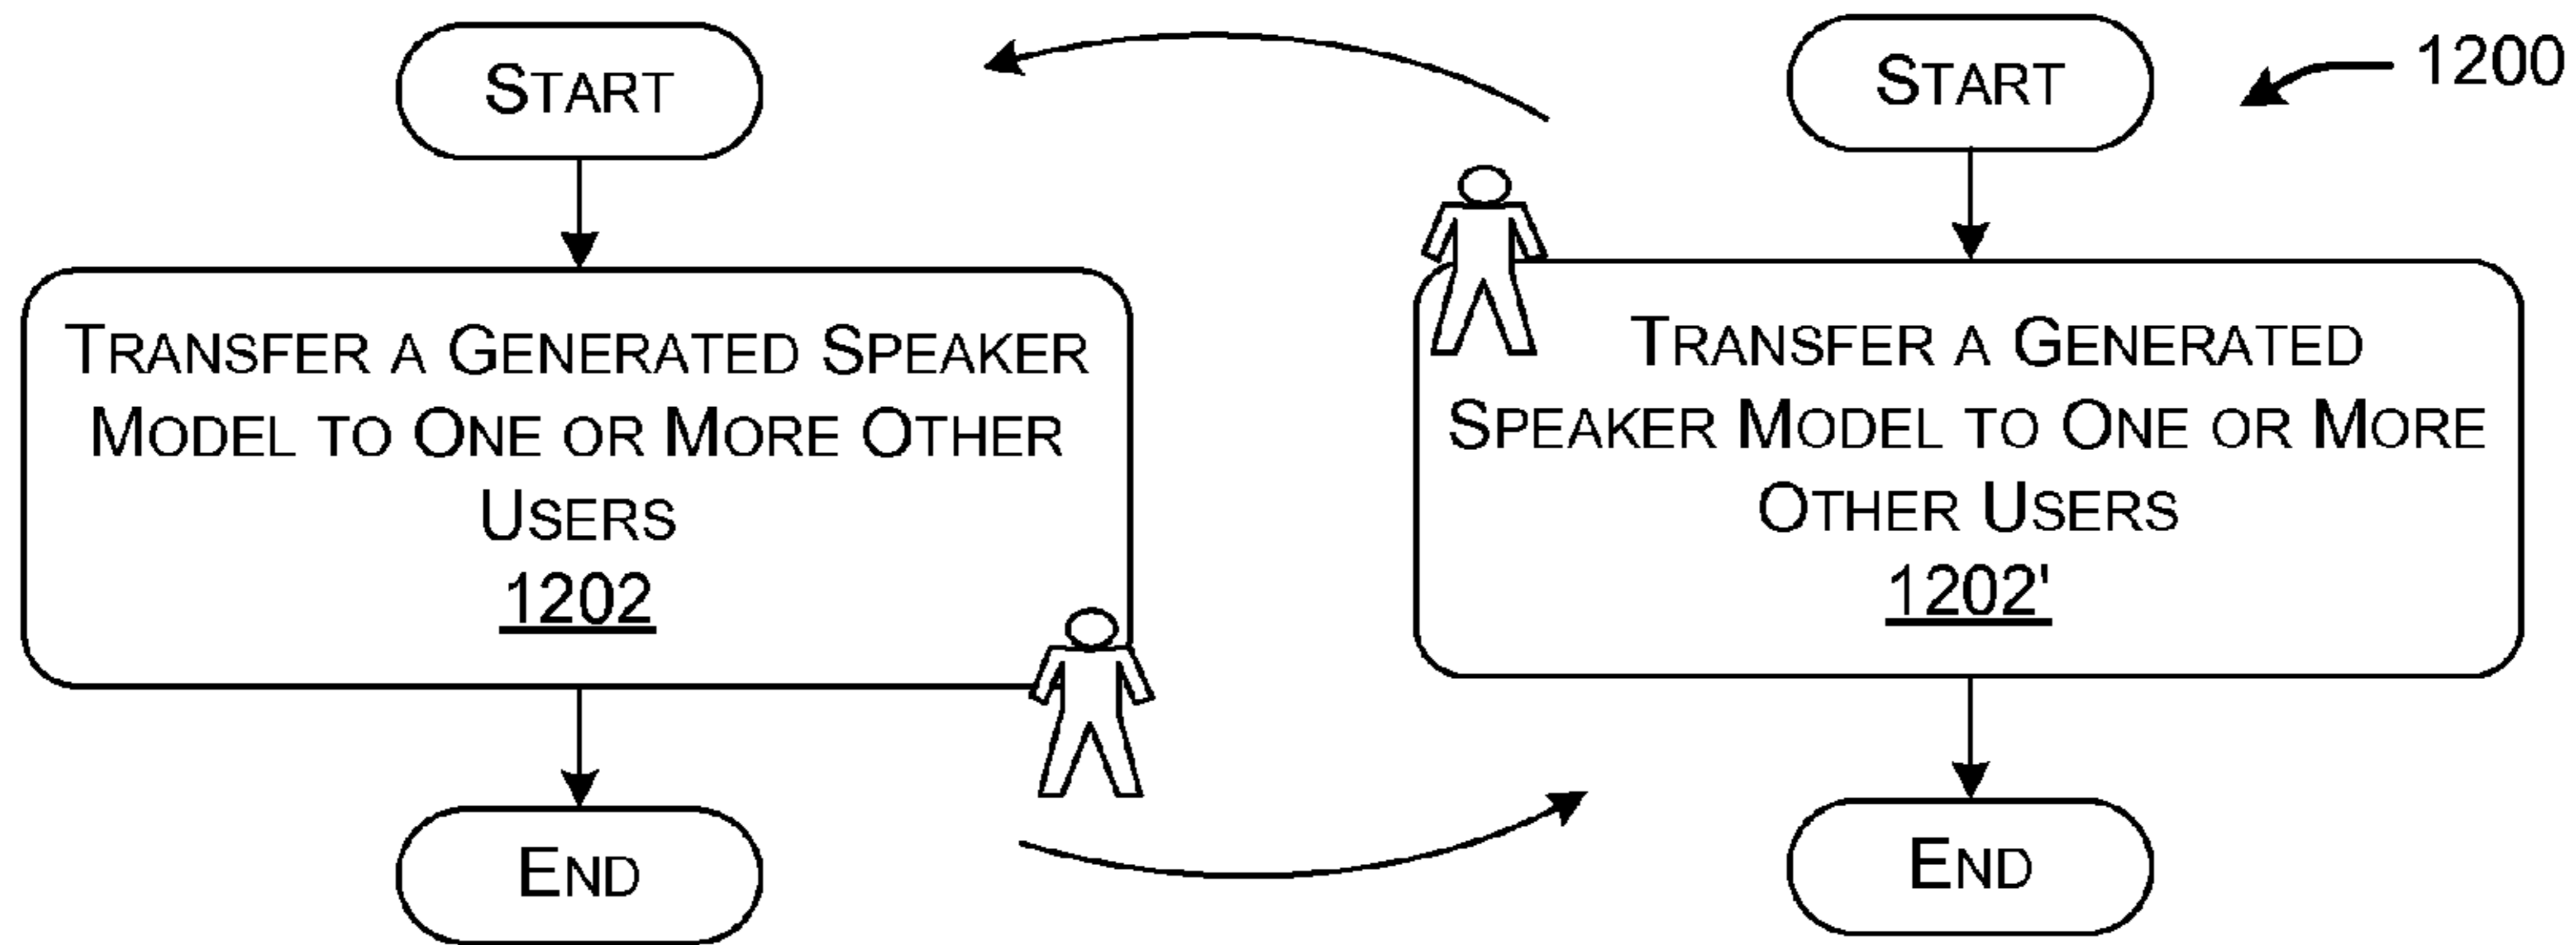 START
TRANSFER A GENERATED SPEAKER
MODEL TO ONE OR MORE OTHER
USERS
1202
END
START
1200
TRANSFER A GENERATED
SPEAKER MODEL TO ONE OR MORE
OTHER USERS
1202'
END